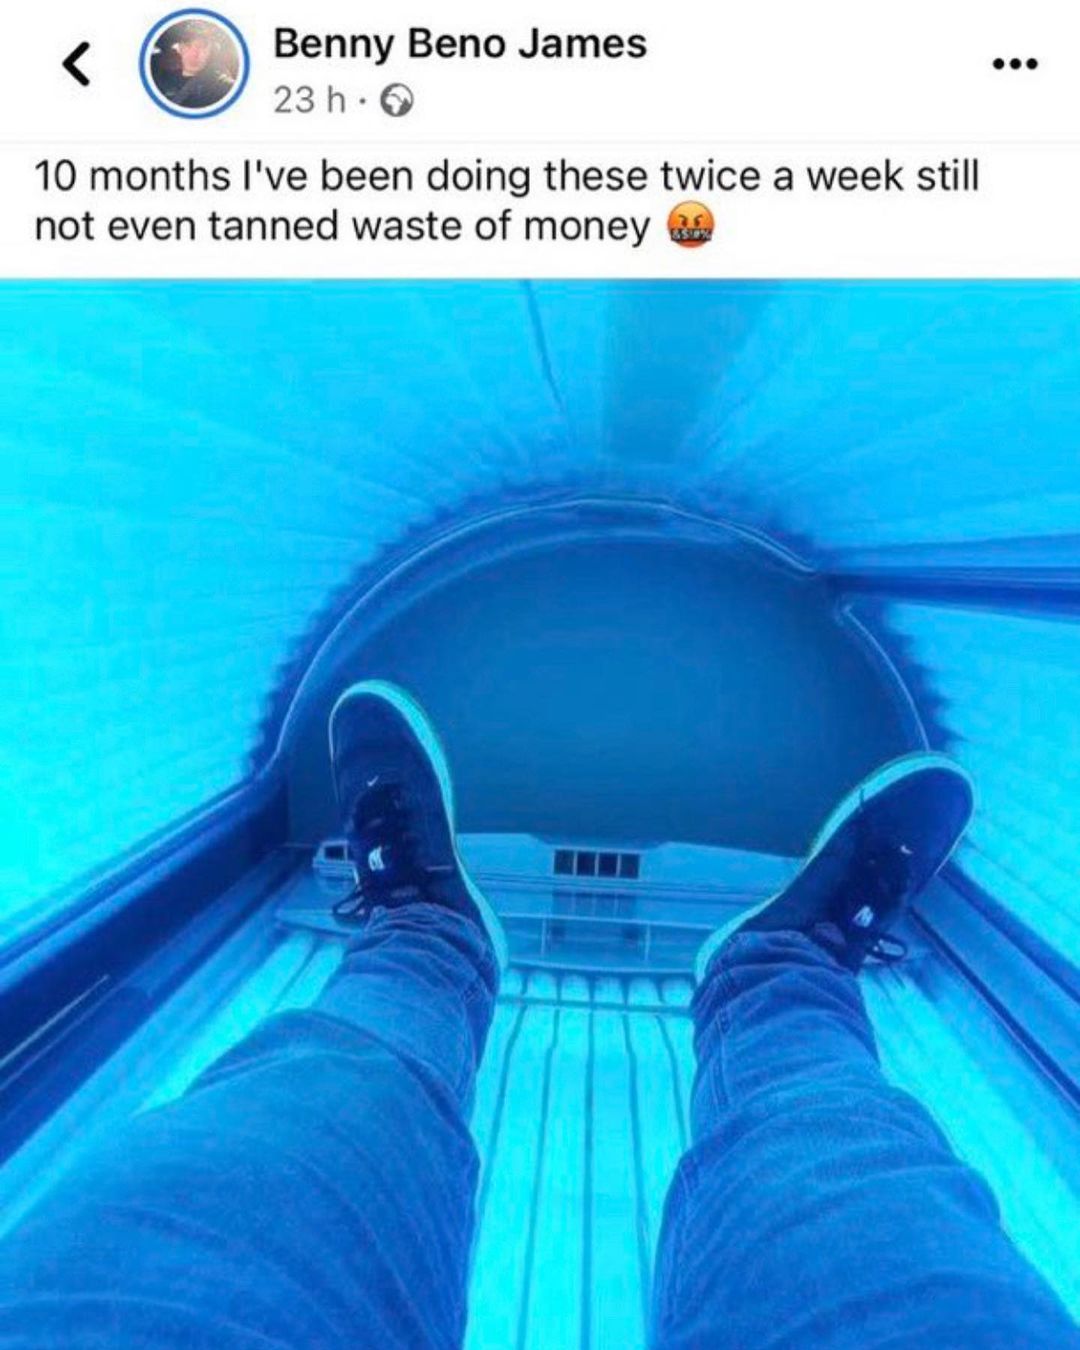 Benny Beno James
23 h ·
10 months I've been doing these twice a week still
not even tanned waste of money 🤬